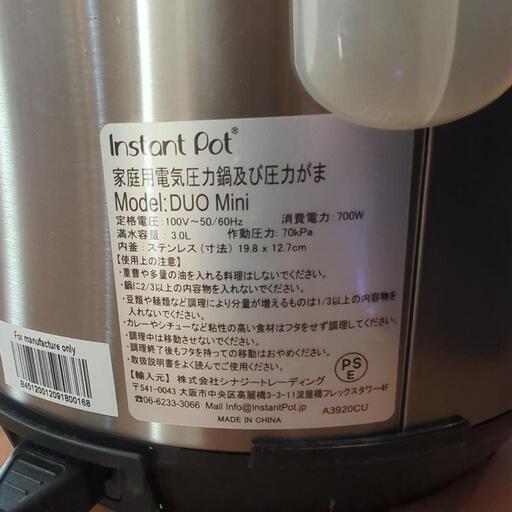 Instant Pot®
家庭用電気圧力鍋及び圧力がま
Model:DUO Mini
定格電圧：100V～50/60Hz 消費電力：700W
満水容量：3.0L 作動圧力：70kPa
内釜：ステンレス（寸法）19.8 x 12.7cm
【使用上の注意】
・重曹や多量の油を入れる料理はしないでください。
・鍋に2/3以上の内容物を入れないでください。
・豆類や麺類など調理により分量が増えるものは1/3以上の内容物を
入れないでください。
・カレーやシチューなど粘性の高い食材はフタをせず調理してください。
・調理中は移動させないでください。
・調理終了後もフタを持っての移動はおやめください。
・取扱説明書をよく読んでご使用ください。
【輸入元】株式会社シナジートレーディング
〒541-0043 大阪市中央区高麗橋3-3-11淀屋橋フレックスタワー4F
☎06-6233-3066 Mail Info@InstantPot.jp A3920CU
MADE IN CHINA
PS
E
For manufacture only
B45120012091800168